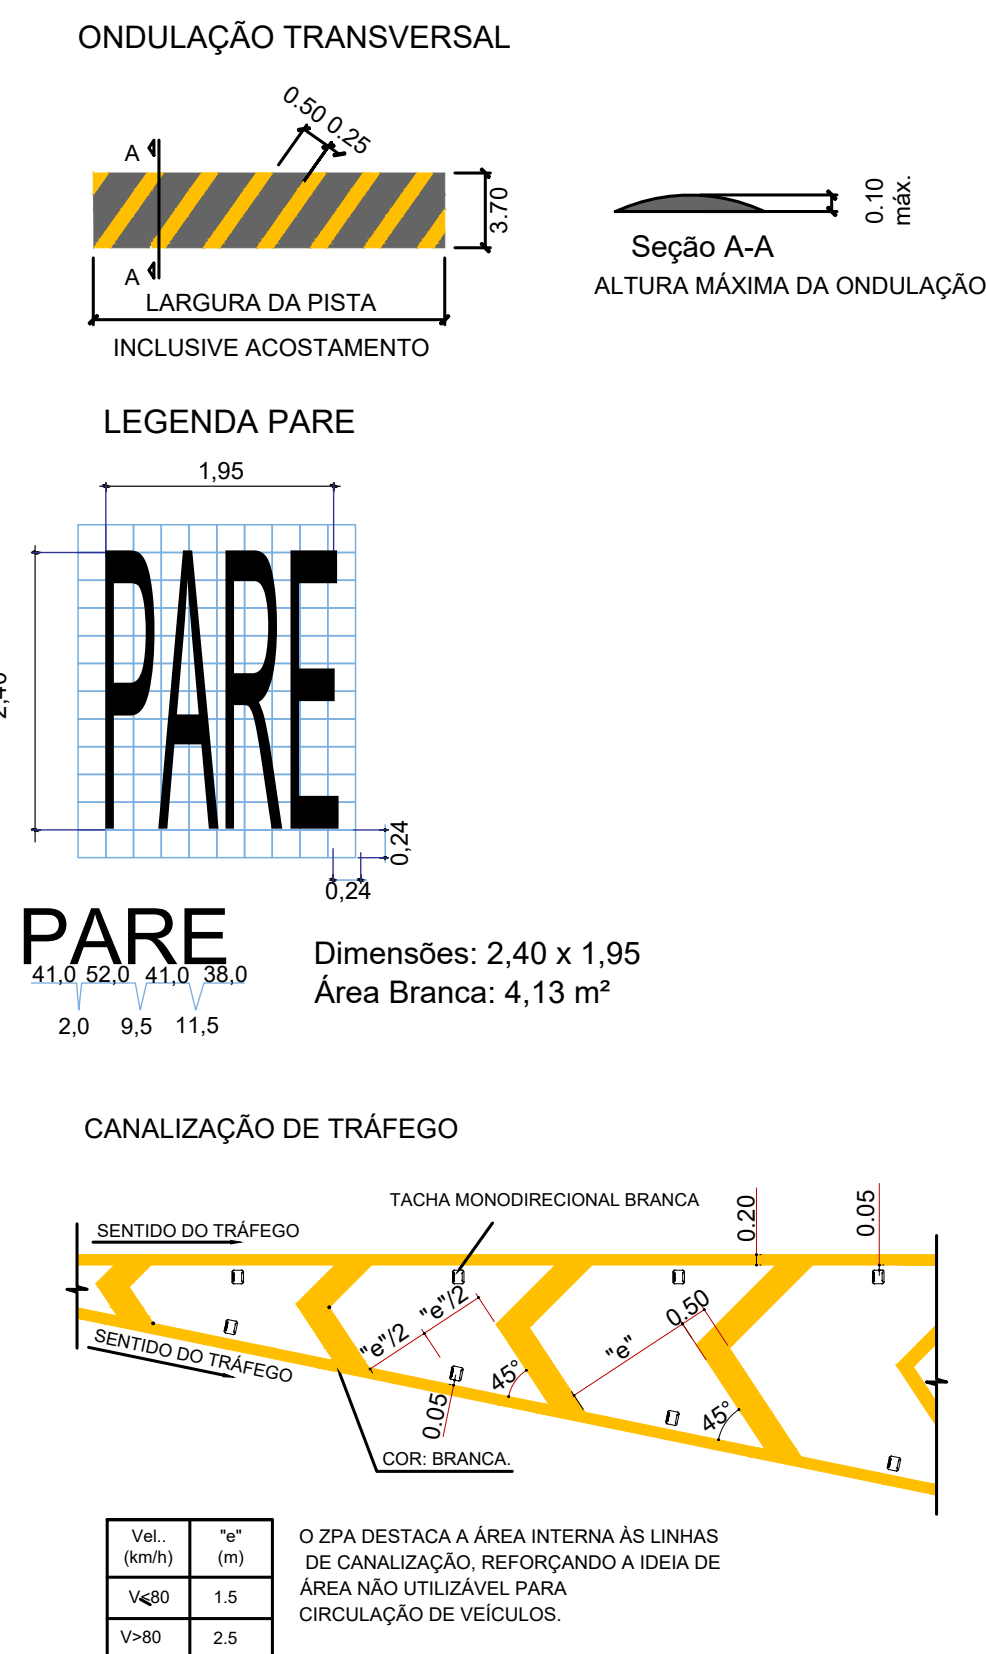 ONDULAÇÃO TRANSVERSAL
0.50 0.25
A
3.70
A
LARGURA DA PISTA
INCLUSIVE ACOSTAMENTO
0.10
máx.
Seção A-A
ALTURA MÁXIMA DA ONDULAÇÃO
LEGENDA PARE
1,95
PARE
0,24
0,24
PARE
41,0 52,0 41,0 38,0
2,0 9,5 11,5
Dimensões: 2,40 x 1,95
Área Branca: 4,13 m²
CANALIZAÇÃO DE TRÁFEGO
TACHA MONODIRECIONAL BRANCA
0.20
0.05
SENTIDO DO TRÁFEGO
"e"/2
"e"/2
0.50
"e"
SENTIDO DO TRÁFEGO
45°
0.05
45°
COR: BRANCA.
Vel.. "e"
(km/h) (m)
V≤80 1.5
V>80 2.5
O ZPA DESTACA A ÁREA INTERNA ÀS LINHAS
DE CANALIZAÇÃO, REFORÇANDO A IDEIA DE
ÁREA NÃO UTILIZÁVEL PARA
CIRCULAÇÃO DE VEÍCULOS.